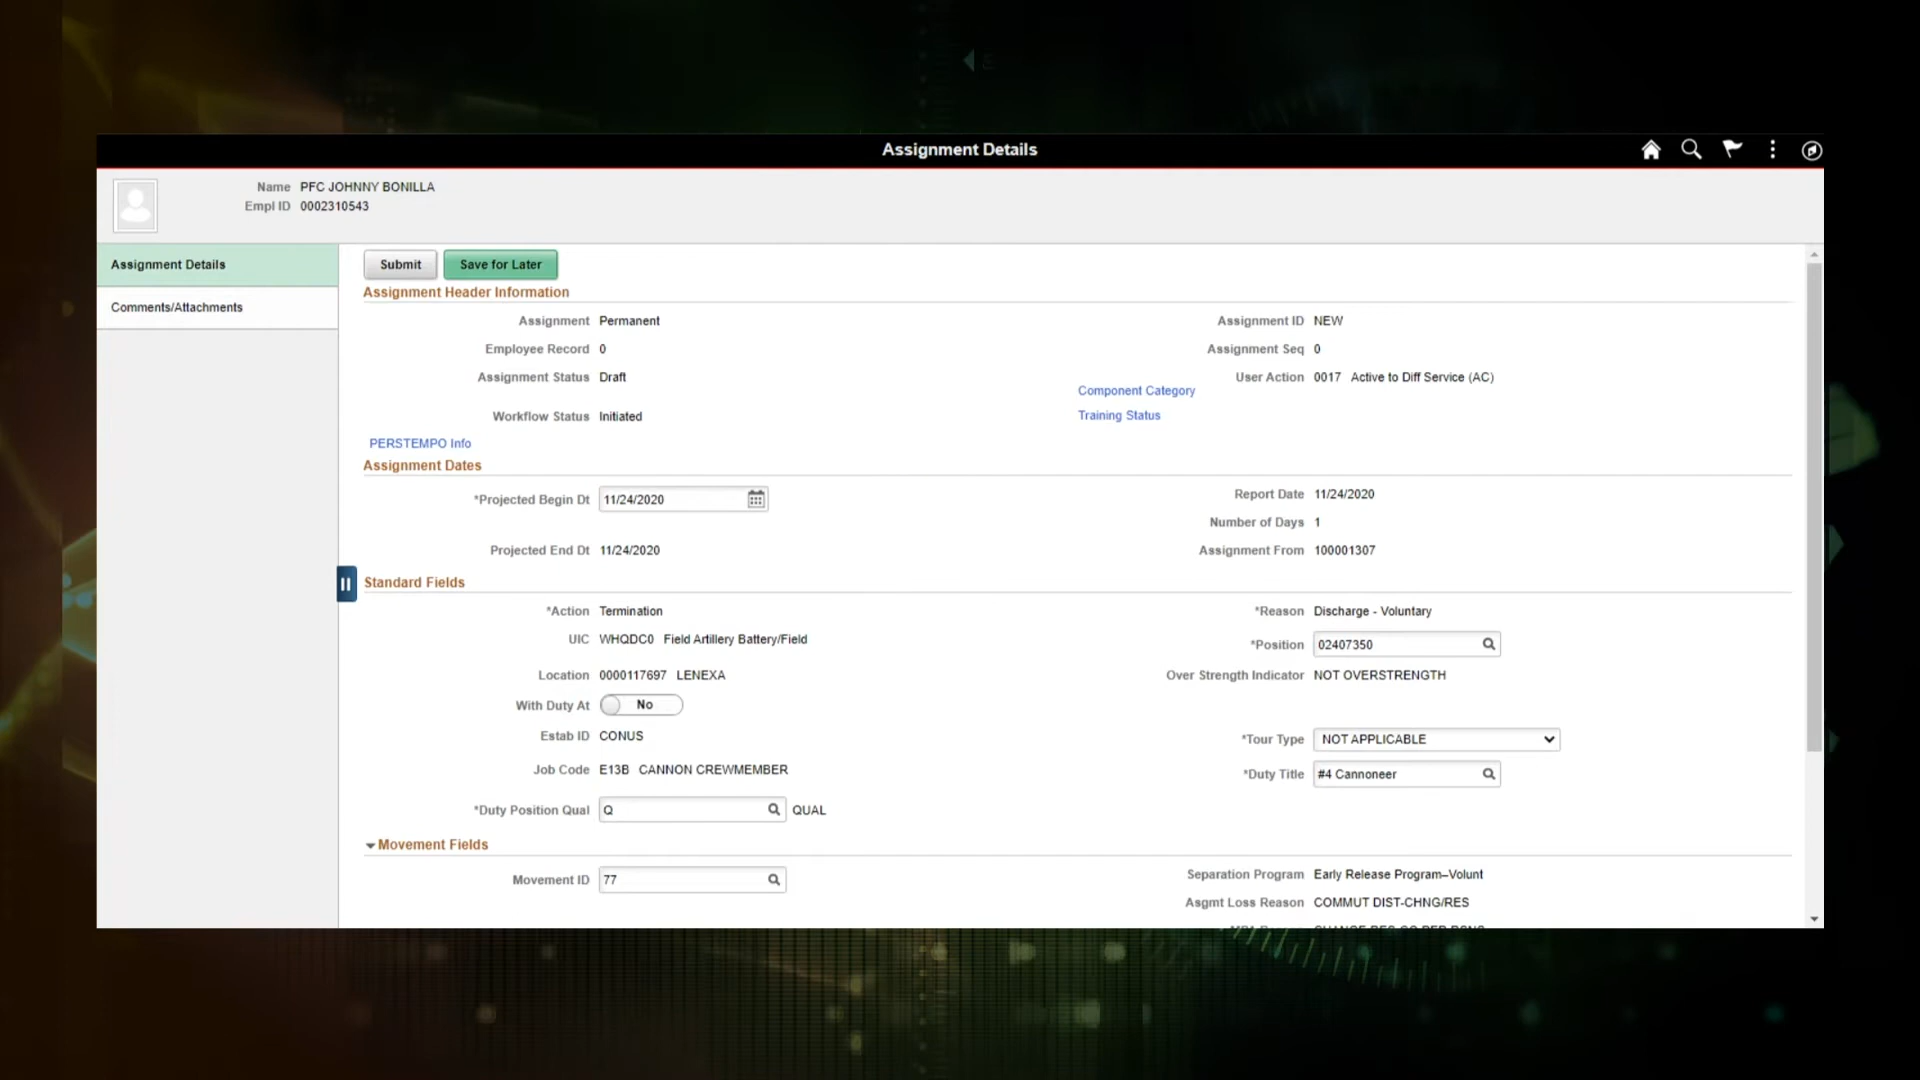 Assignment Details
Name PFC JOHNNY BONILLA
Empl ID 0002310543
Assignment Details
Comments/Attachments
Submit Save for Later
Assignment Header Information
Assignment Permanent Assignment ID NEW
Employee Record 0 Assignment Seq 0
Assignment Status Draft User Action 0017 Active to Diff Service (AC)
Component Category
Workflow Status Initiated Training Status
PERSTEMPO Info
Assignment Dates
*Projected Begin Dt 11/24/2020 Report Date 11/24/2020
Number of Days 1
Projected End Dt 11/24/2020 Assignment From 100001307
Standard Fields
*Action Termination *Reason Discharge - Voluntary
UIC WHQDC0 Field Artillery Battery/Field *Position 02407350
Location 0000117697 LENEXA Over Strength Indicator NOT OVERSTRENGTH
With Duty At No
Estab ID CONUS *Tour Type NOT APPLICABLE
Job Code E13B CANNON CREWMEMBER *Duty Title #4 Cannoneer
*Duty Position Qual Q QUAL
Movement Fields
Movement ID 77 Separation Program Early Release Program–Volunt
Asgmt Loss Reason COMMUT DIST-CHNG/RES